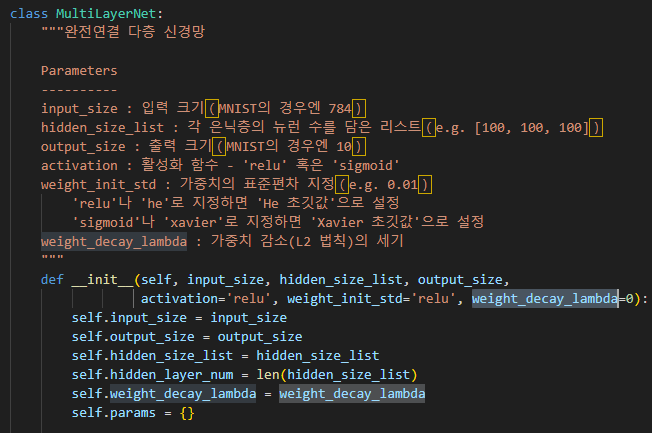 class MultiLayerNet:
    """완전연결 다층 신경망

    Parameters
    ----------
    input_size : 입력 크기(MNIST의 경우엔 784)
    hidden_size_list : 각 은닉층의 뉴런 수를 담은 리스트(e.g. [100, 100, 100])
    output_size : 출력 크기(MNIST의 경우엔 10)
    activation : 활성화 함수 - 'relu' 혹은 'sigmoid'
    weight_init_std : 가중치의 표준편차 지정(e.g. 0.01)
        'relu'나 'he'로 지정하면 'He 초깃값'으로 설정
        'sigmoid'나 'xavier'로 지정하면 'Xavier 초깃값'으로 설정
    weight_decay_lambda : 가중치 감소(L2 법칙)의 세기
    """
    def __init__(self, input_size, hidden_size_list, output_size,
                 activation='relu', weight_init_std='relu', weight_decay_lambda=0):
        self.input_size = input_size
        self.output_size = output_size
        self.hidden_size_list = hidden_size_list
        self.hidden_layer_num = len(hidden_size_list)
        self.weight_decay_lambda = weight_decay_lambda
        self.params = {}